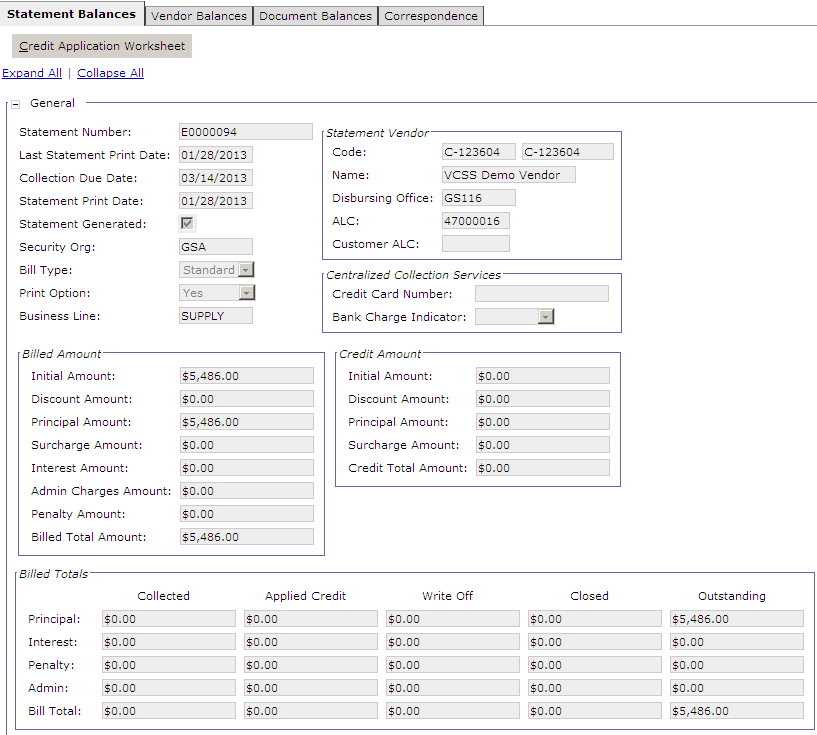 Statement Balances Vendor Balances Document Balances Correspondence
Credit Application Worksheet
Expand All | Collapse All
General
Statement Number: E0000094
Last Statement Print Date: 01/28/2013
Collection Due Date: 03/14/2013
Statement Print Date: 01/28/2013
Statement Generated:
Security Org: GSA
Bill Type: Standard
Print Option: Yes
Business Line: SUPPLY
Statement Vendor
Code: C-123604 C-123604
Name: VCSS Demo Vendor
Disbursing Office: GS116
ALC: 47000016
Customer ALC:
Centralized Collection Services
Credit Card Number:
Bank Charge Indicator:
Billed Amount
Initial Amount: $5,486.00
Discount Amount: $0.00
Principal Amount: $5,486.00
Surcharge Amount: $0.00
Interest Amount: $0.00
Admin Charges Amount: $0.00
Penalty Amount: $0.00
Billed Total Amount: $5,486.00
Credit Amount
Initial Amount: $0.00
Discount Amount: $0.00
Principal Amount: $0.00
Surcharge Amount: $0.00
Credit Total Amount: $0.00
Billed Totals
Collected Applied Credit Write Off Closed Outstanding
Principal: $0.00 $0.00 $0.00 $0.00 $5,486.00
Interest: $0.00 $0.00 $0.00 $0.00 $0.00
Penalty: $0.00 $0.00 $0.00 $0.00 $0.00
Admin: $0.00 $0.00 $0.00 $0.00 $0.00
Bill Total: $0.00 $0.00 $0.00 $0.00 $5,486.00